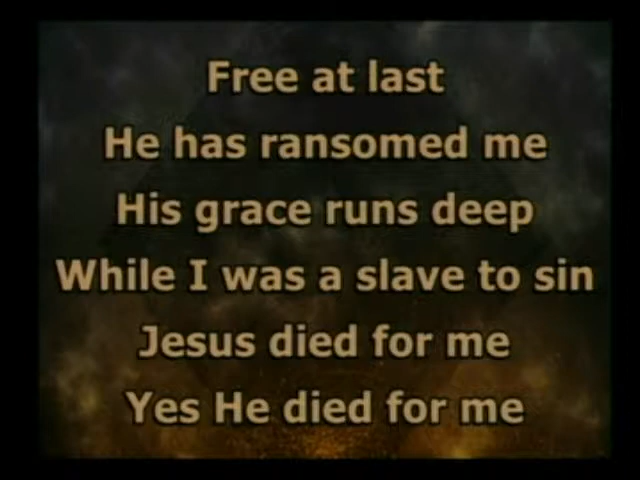 Free at last
He has ransomed me
His grace runs deep
While I was a slave to sin
Jesus died for me
Yes He died for me